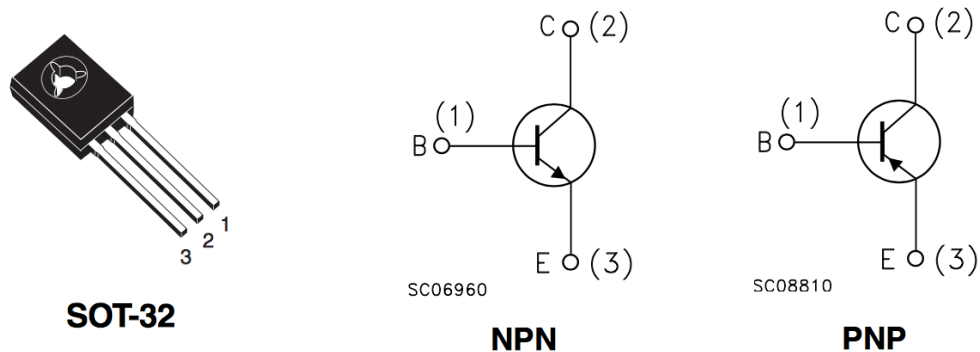 3
2
1
SOT-32
C (2)
(1)
B
E (3)
SC06960
NPN
C (2)
(1)
B
E (3)
SC08810
PNP